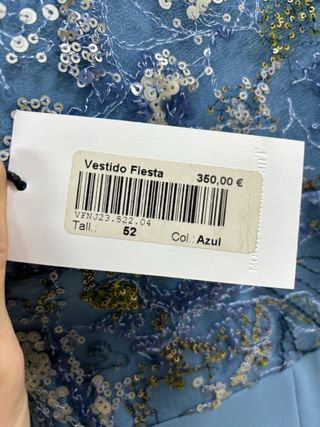 Vestido Fiesta 350,00 €
VFNJ23.522.04
Tall.: 52 Col.: Azul